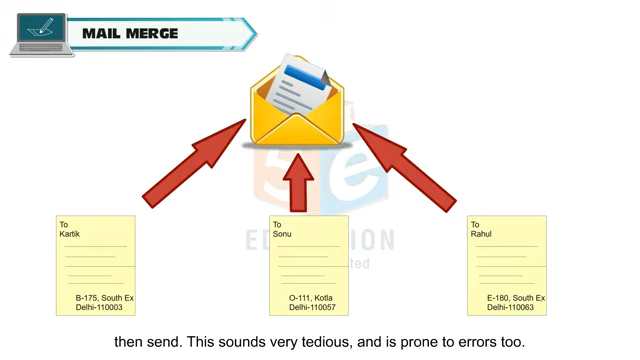 MAIL MERGE
To
Kartik
B-175, South Ex
Delhi-110003
To
Sonu
O-111, Kotla
Delhi-110057
To
Rahul
E-180, South Ex
Delhi-110063
then send. This sounds very tedious, and is prone to errors too.